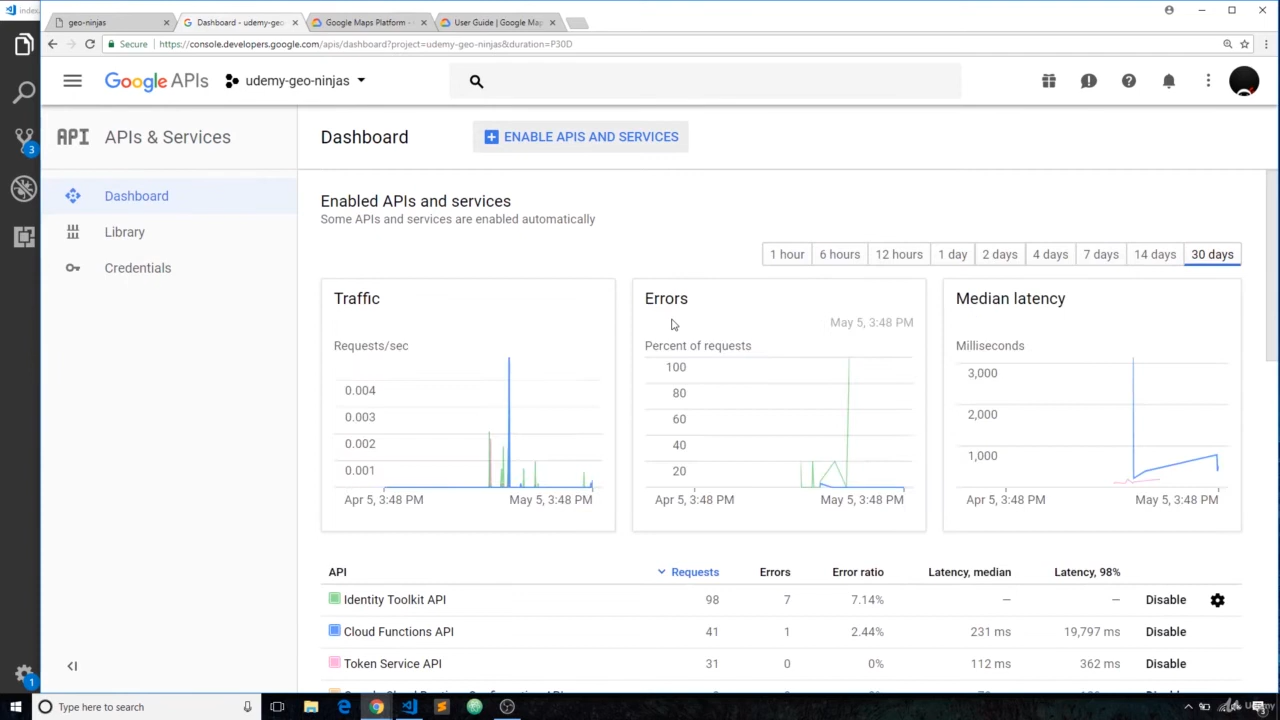 index.
geo-ninjas
Dashboard - udemy-geo-
Google Maps Platform -
User Guide | Google Map
Secure
https://console.developers.google.com/apis/dashboard?project=udemy-geo-ninjas&duration=P30D
Google APIs
udemy-geo-ninjas
API APIs & Services
Dashboard
ENABLE APIS AND SERVICES
Dashboard
Library
Credentials
Enabled APIs and services
Some APIs and services are enabled automatically
1 hour 6 hours 12 hours 1 day 2 days 4 days 7 days 14 days 30 days
Traffic
Requests/sec
0.004
0.003
0.002
0.001
Apr 5, 3:48 PM May 5, 3:48 PM
Errors
May 5, 3:48 PM
Percent of requests
100
80
60
40
20
Apr 5, 3:48 PM May 5, 3:48 PM
Median latency
Milliseconds
3,000
2,000
1,000
Apr 5, 3:48 PM May 5, 3:48 PM
API Requests Errors Error ratio Latency, median Latency, 98%
Identity Toolkit API 98 7 7.14% — — Disable
Cloud Functions API 41 1 2.44% 231 ms 19,797 ms Disable
Token Service API 31 0 0% 112 ms 362 ms Disable
3
1
Type here to search
Udemy
3